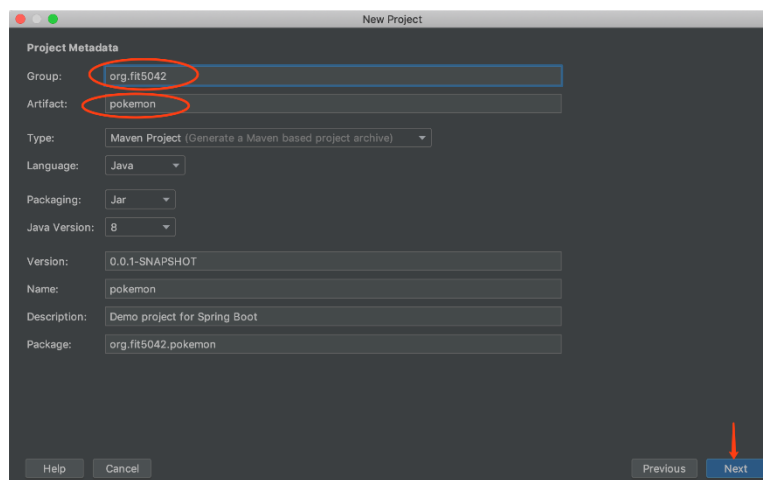 New Project
Project Metadata
Group: org.fit5042
Artifact: pokemon
Type: Maven Project (Generate a Maven based project archive)
Language: Java
Packaging: Jar
Java Version: 8
Version: 0.0.1-SNAPSHOT
Name: pokemon
Description: Demo project for Spring Boot
Package: org.fit5042.pokemon
Help Cancel Previous Next